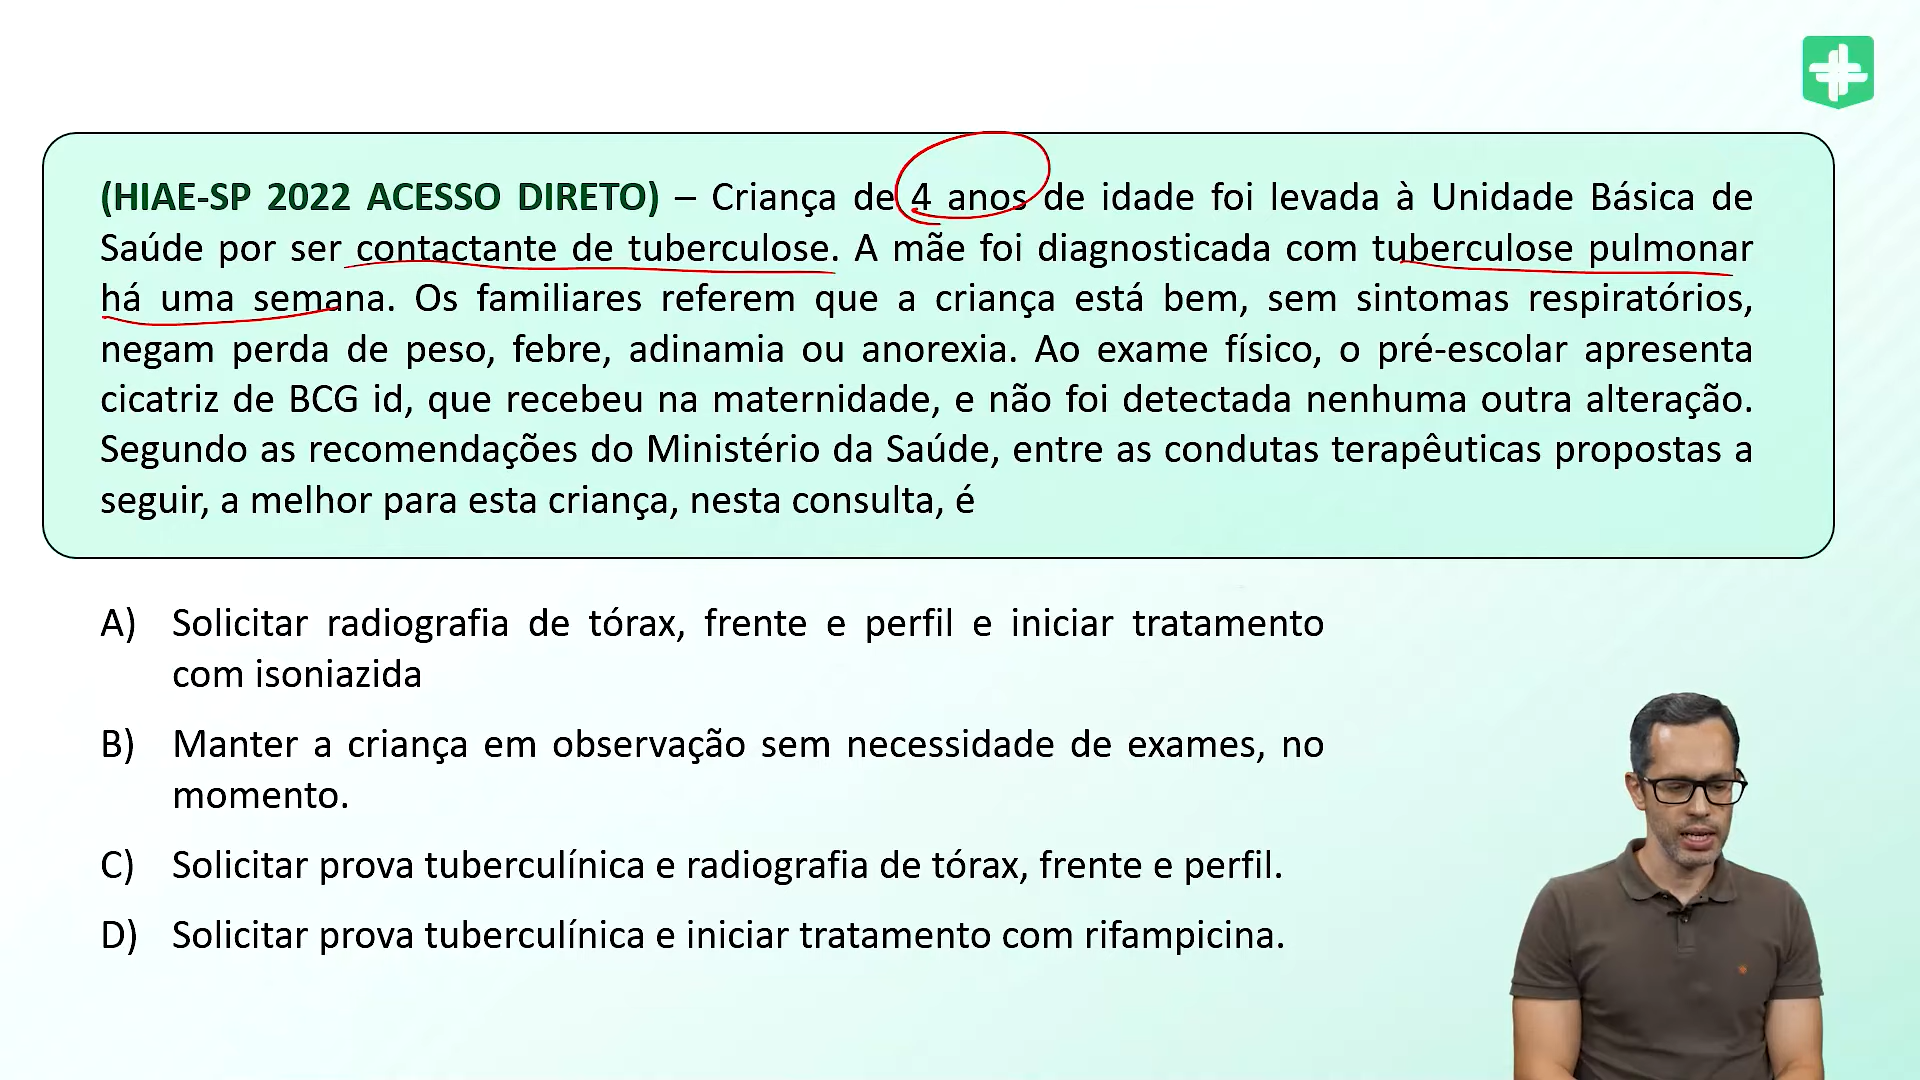 (HIAE-SP 2022 ACESSO DIRETO) – Criança de 4 anos de idade foi levada à Unidade Básica de
Saúde por ser contactante de tuberculose. A mãe foi diagnosticada com tuberculose pulmonar
há uma semana. Os familiares referem que a criança está bem, sem sintomas respiratórios,
negam perda de peso, febre, adinamia ou anorexia. Ao exame físico, o pré-escolar apresenta
cicatriz de BCG id, que recebeu na maternidade, e não foi detectada nenhuma outra alteração.
Segundo as recomendações do Ministério da Saúde, entre as condutas terapêuticas propostas a
seguir, a melhor para esta criança, nesta consulta, é
A) Solicitar radiografia de tórax, frente e perfil e iniciar tratamento
com isoniazida
B) Manter a criança em observação sem necessidade de exames, no
momento.
C) Solicitar prova tuberculínica e radiografia de tórax, frente e perfil.
D) Solicitar prova tuberculínica e iniciar tratamento com rifampicina.